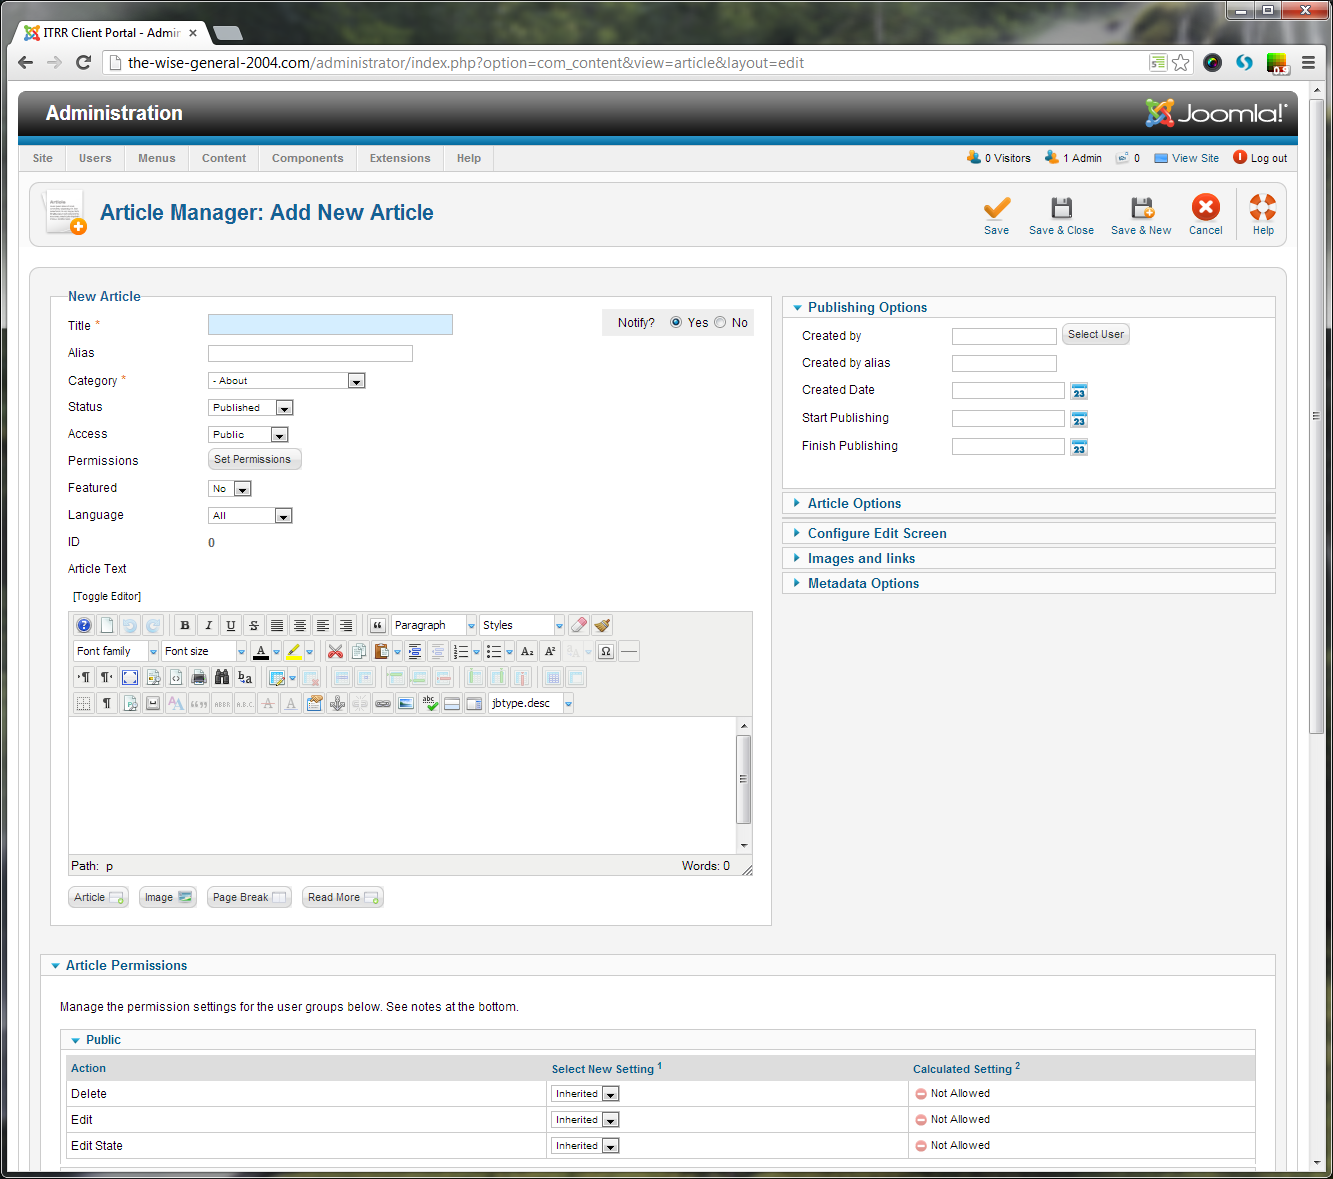 ITRR Client Portal - Admin
the-wise-general-2004.com/administrator/index.php?option=com_content&view=article&layout=edit
0.9
Administration
Joomla!
Site Users Menus Content Components Extensions Help
0 Visitors 1 Admin 0 View Site Log out
Article Manager: Add New Article
Save Save & Close Save & New Cancel Help
New Article
Title *
Notify? Yes No
Alias
Category * - About
Status Published
Access Public
Permissions Set Permissions
Featured No
Language All
ID 0
Article Text
[Toggle Editor]
Paragraph Styles
Font family Font size
jbtype.desc
Path: p
Words: 0
Article Image Page Break Read More
Publishing Options
Created by Select User
Created by alias
Created Date 23
Start Publishing 23
Finish Publishing 23
Article Options
Configure Edit Screen
Images and links
Metadata Options
Article Permissions
Manage the permission settings for the user groups below. See notes at the bottom.
Public
Action Select New Setting 1 Calculated Setting 2
Delete Inherited Not Allowed
Edit Inherited Not Allowed
Edit State Inherited Not Allowed